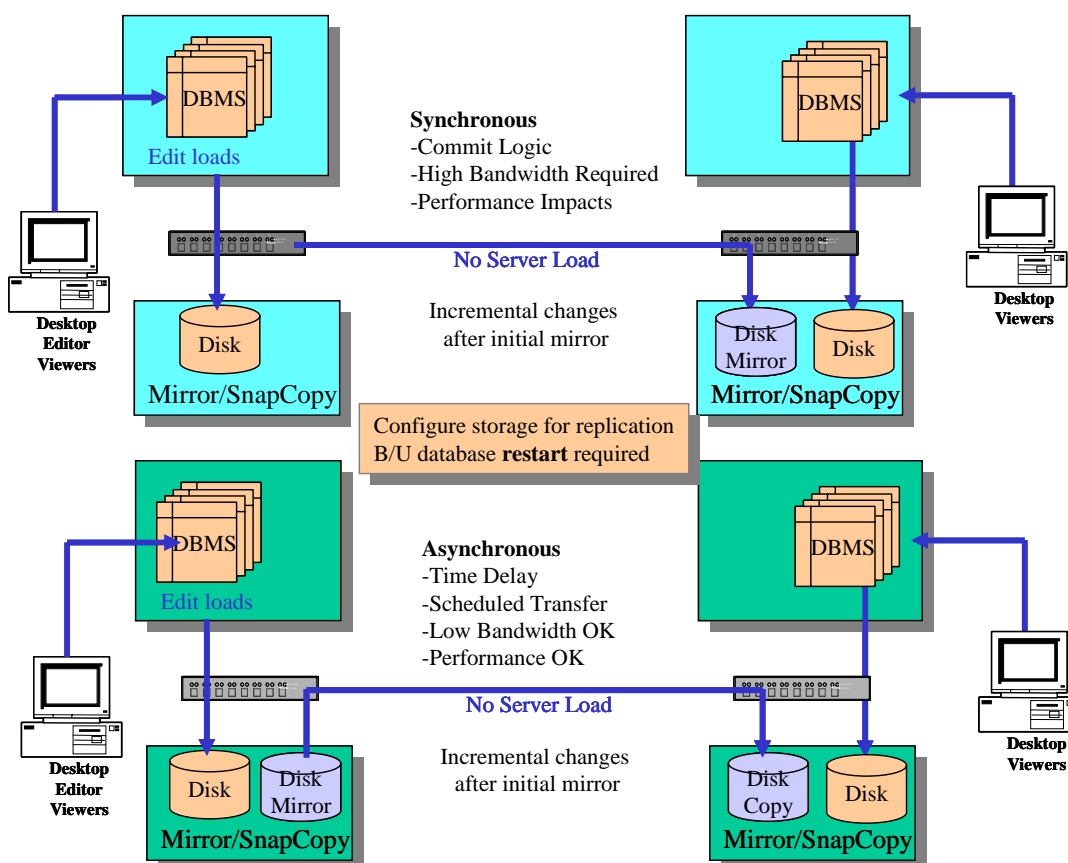 DBMS
Edit loads
DBMS
Synchronous
-Commit Logic
-High Bandwidth Required
-Performance Impacts
No Server Load
Desktop
Editor
Viewers
Desktop
Viewers
Incremental changes
after initial mirror
Disk
Mirror/SnapCopy
Disk
Mirror
Disk
Mirror/SnapCopy
Configure storage for replication
B/U database restart required
DBMS
Edit loads
DBMS
Asynchronous
-Time Delay
-Scheduled Transfer
-Low Bandwidth OK
-Performance OK
No Server Load
Desktop
Editor
Viewers
Desktop
Viewers
Incremental changes
after initial mirror
Disk
Disk
Mirror
Mirror/SnapCopy
Disk
Copy
Disk
Mirror/SnapCopy